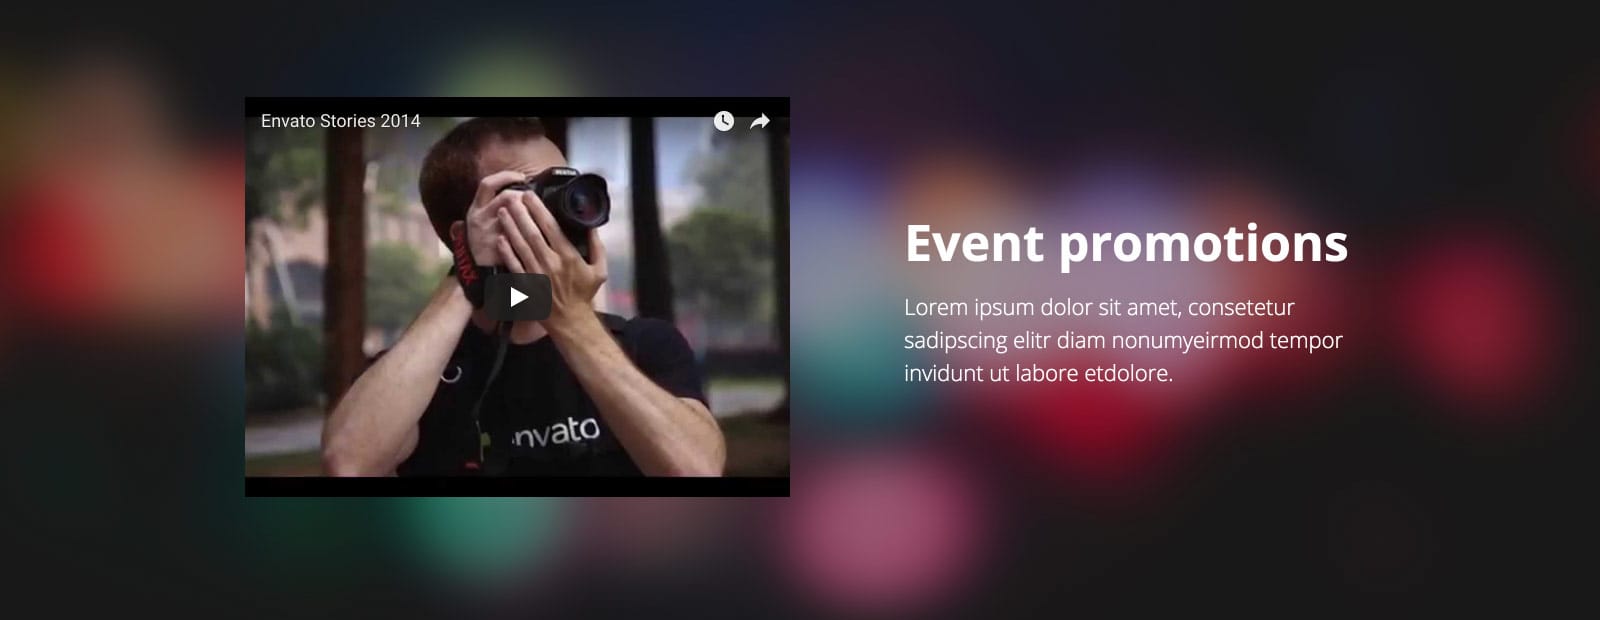 Envato Stories 2014
PENTAX
nvato
Event promotions
Lorem ipsum dolor sit amet, consetetur
sadipscing elitr diam nonumyeirmod tempor
invidunt ut labore etdolore.